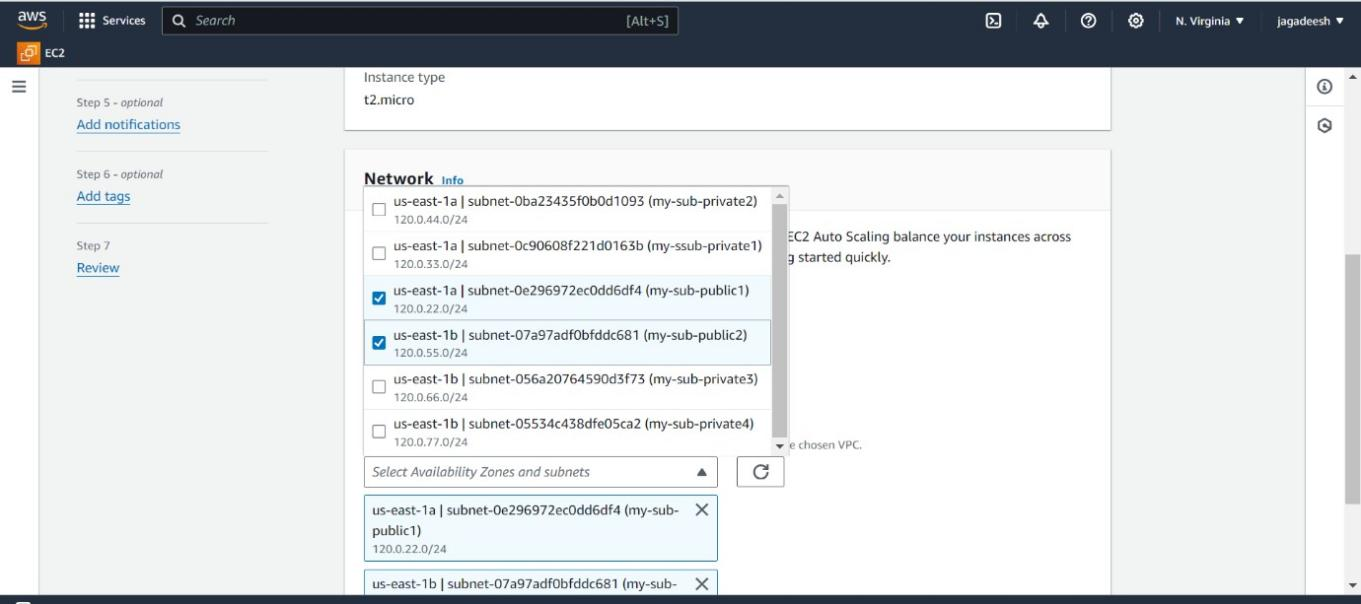 aws
Services
Search
[Alt+S]
N. Virginia ▼
jagadeesh ▼
EC2
Step 5 - optional
Add notifications
Step 6 - optional
Add tags
Step 7
Review
Instance type
t2.micro
Network Info
us-east-1a | subnet-0ba23435f0b0d1093 (my-sub-private2)
120.0.44.0/24
us-east-1a | subnet-0c90608f221d0163b (my-ssub-private1)
120.0.33.0/24
us-east-1a | subnet-0e296972ec0dd6df4 (my-sub-public1)
120.0.22.0/24
us-east-1b | subnet-07a97adf0bfddc681 (my-sub-public2)
120.0.55.0/24
us-east-1b | subnet-056a20764590d3f73 (my-sub-private3)
120.0.66.0/24
us-east-1b | subnet-05534c438dfe05ca2 (my-sub-private4)
120.0.77.0/24
EC2 Auto Scaling balance your instances across
g started quickly.
e chosen VPC.
Select Availability Zones and subnets
us-east-1a | subnet-0e296972ec0dd6df4 (my-sub-
public1)
120.0.22.0/24
us-east-1b | subnet-07a97adf0bfddc681 (my-sub-